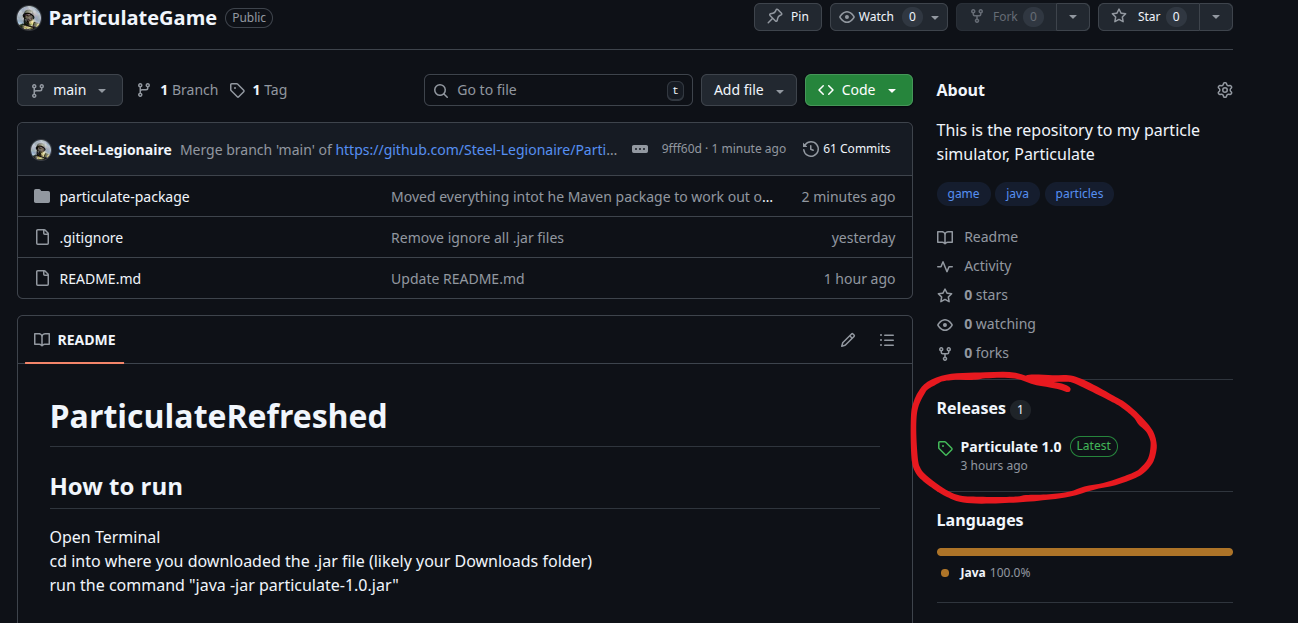 ParticulateGame Public Pin Watch 0 Fork 0 Star 0
main 1 Branch 1 Tag Go to file t Add file Code
Steel-Legionaire Merge branch 'main' of https://github.com/Steel-Legionaire/Parti... 9fff60d · 1 minute ago 61 Commits
particulate-package Moved everything intot he Maven package to work out o... 2 minutes ago
.gitignore Remove ignore all .jar files yesterday
README.md Update README.md 1 hour ago
README
ParticulateRefreshed
How to run
Open Terminal
cd into where you downloaded the .jar file (likely your Downloads folder)
run the command "java -jar particulate-1.0.jar"
About
This is the repository to my particle
simulator, Particulate
game java particles
Readme
Activity
0 stars
0 watching
0 forks
Releases 1
Particulate 1.0 Latest
3 hours ago
Languages
Java 100.0%